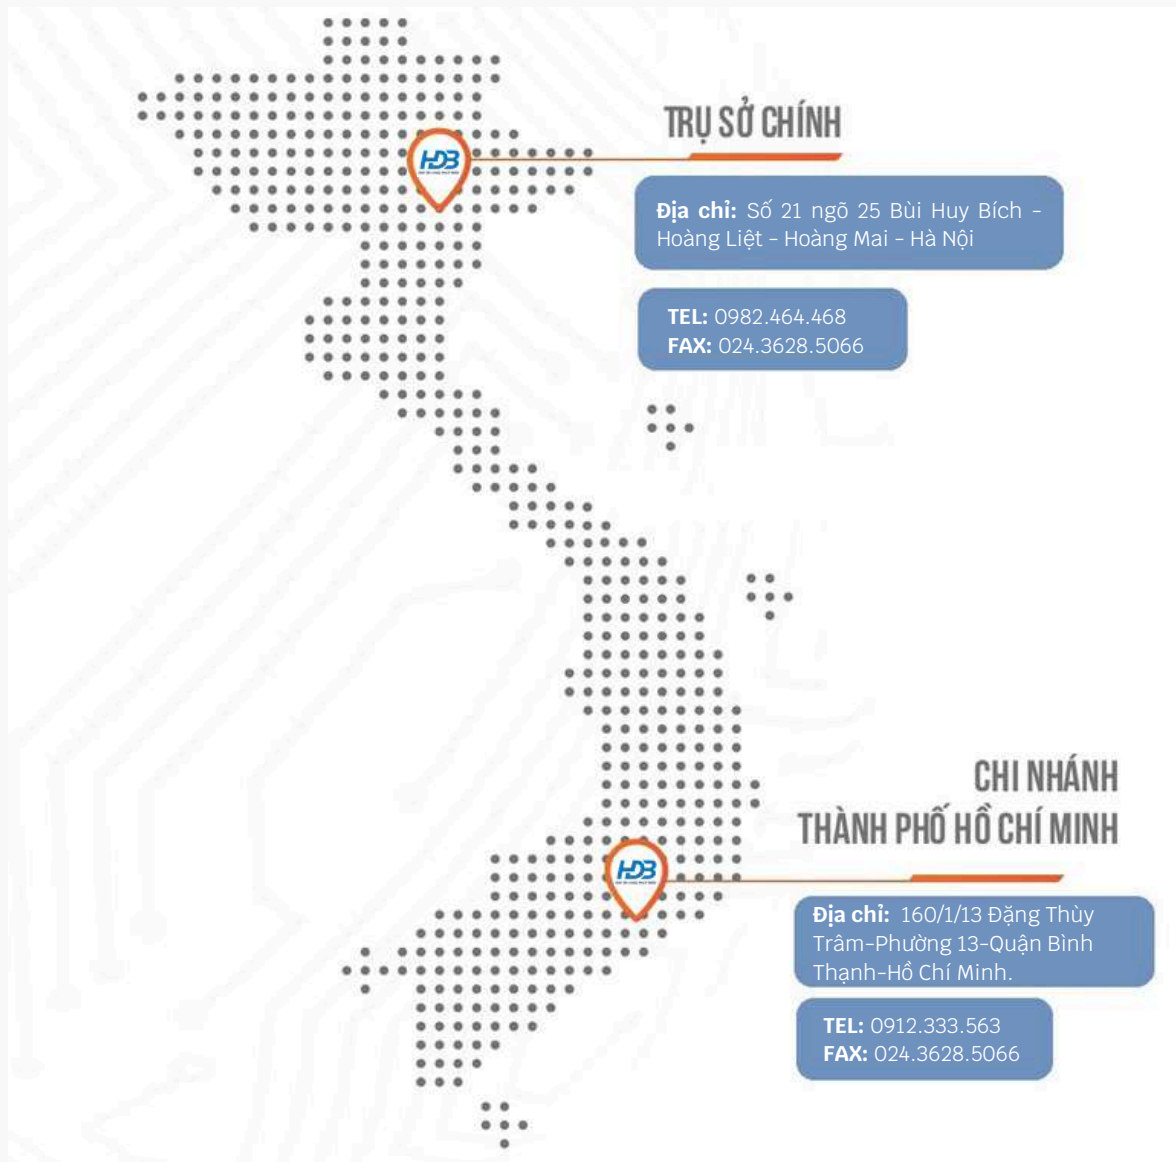 TRỤ SỞ CHÍNH
HDB
Địa chỉ: Số 21 ngõ 25 Bùi Huy Bích -
Hoàng Liệt - Hoàng Mai - Hà Nội
TEL: 0982.464.468
FAX: 024.3628.5066
CHI NHÁNH
THÀNH PHỐ HỒ CHÍ MINH
HDB
Địa chỉ: 160/1/13 Đặng Thùy
Trâm-Phường 13-Quận Bình
Thạnh-Hồ Chí Minh.
TEL: 0912.333.563
FAX: 024.3628.5066